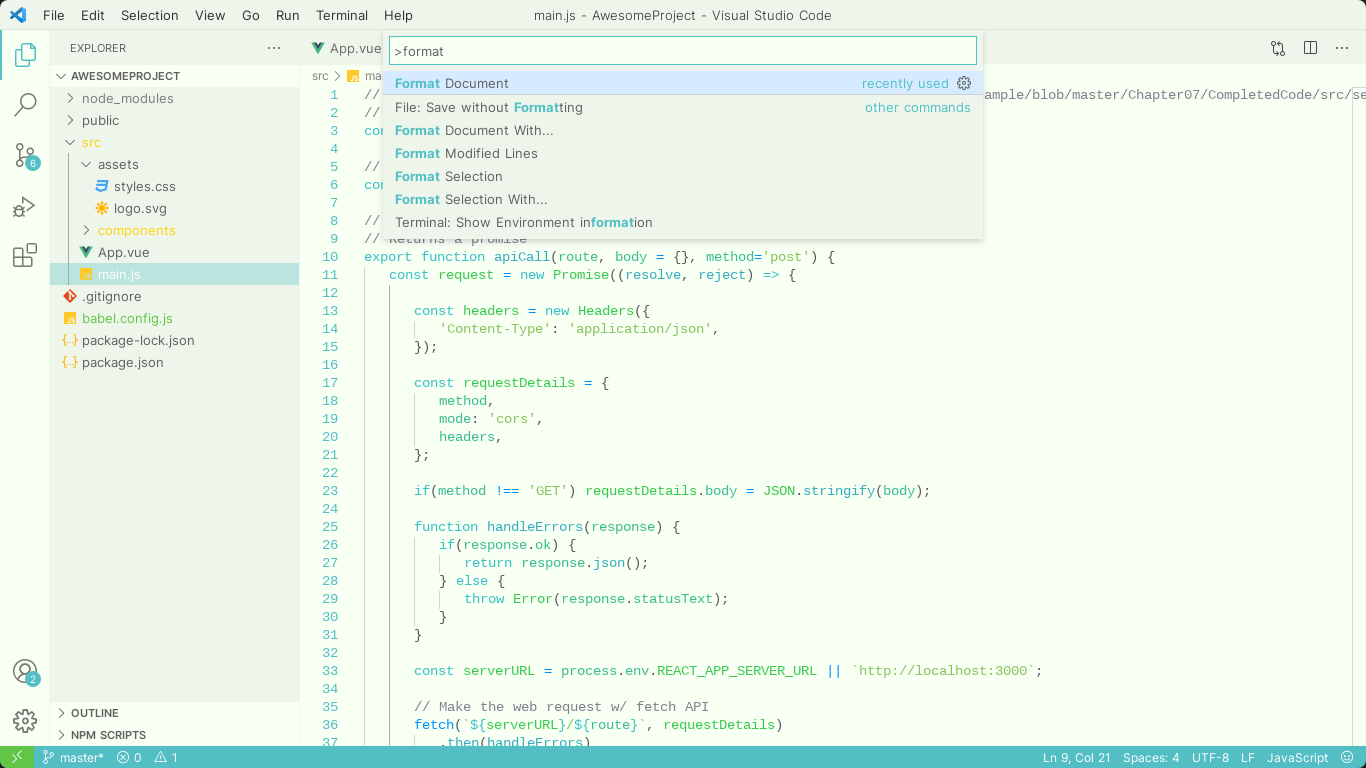 File Edit Selection View Go Run Terminal Help main.js - AwesomeProject - Visual Studio Code
EXPLORER
AWESOMEPROJECT
node_modules
public
src
assets
styles.css
logo.svg
components
App.vue
main.js
.gitignore
babel.config.js
package-lock.json
package.json
OUTLINE
NPM SCRIPTS
6
2
App.vue
>format
src
Format Document recently used
File: Save without Formatting other commands
Format Document With...
Format Modified Lines
Format Selection
Format Selection With...
Terminal: Show Environment information
1 // ample/blob/master/Chapter07/CompletedCode/src/se
2 //
3 con
4
5 //
6 con
7
8 //
9 // Returns a promise
10 export function apiCall(route, body = {}, method='post') {
11 const request = new Promise((resolve, reject) => {
12
13 const headers = new Headers({
14 'Content-Type': 'application/json',
15 });
16
17 const requestDetails = {
18 method,
19 mode: 'cors',
20 headers,
21 };
22
23 if(method !== 'GET') requestDetails.body = JSON.stringify(body);
24
25 function handleErrors(response) {
26 if(response.ok) {
27 return response.json();
28 } else {
29 throw Error(response.statusText);
30 }
31 }
32
33 const serverURL = process.env.REACT_APP_SERVER_URL || `http://localhost:3000`;
34
35 // Make the web request w/ fetch API
36 fetch(`${serverURL}/${route}`, requestDetails)
37 .then(handleErrors)
master* 0 1 Ln 9, Col 21 Spaces: 4 UTF-8 LF JavaScript